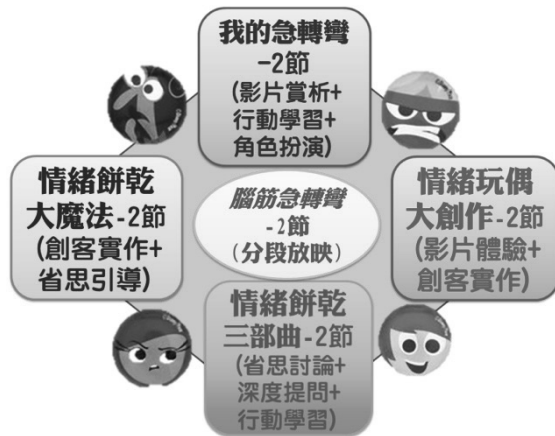 我的急轉彎
-2節
(影片賞析+
行動學習+
角色扮演)
情緒餅乾
大魔法-2節
(創客實作+
省思引導)
腦筋急轉彎
-2節
(分段放映)
情緒玩偶
大創作-2節
(影片體驗+
創客實作)
情緒餅乾
三部曲-2節
(省思討論+
深度提問+
行動學習)